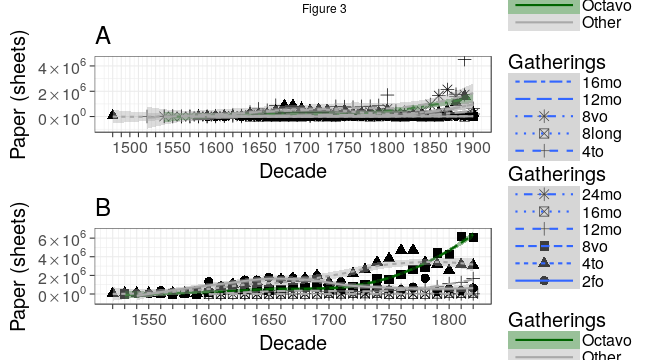 Figure 3
Octavo
Other
A
Paper (sheets)
4×10⁶
2×10⁶
0×10⁰
1500 1550 1600 1650 1700 1750 1800 1850 1900
Decade
Gatherings
16mo
12mo
8vo
8long
4to
Gatherings
24mo
16mo
12mo
8vo
4to
2fo
B
Paper (sheets)
6×10⁶
4×10⁶
2×10⁶
0×10⁰
1550 1600 1650 1700 1750 1800
Decade
Gatherings
Octavo
Other